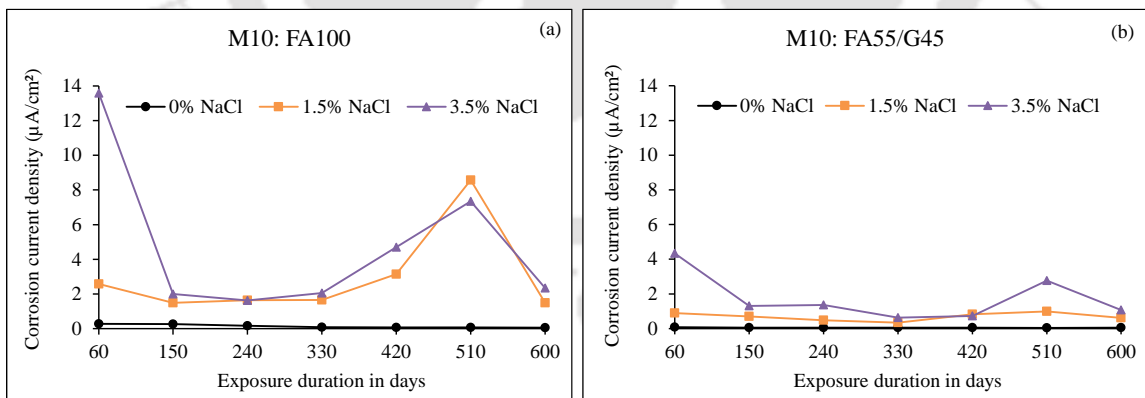 M10: FA100
(a)
0% NaCl 1.5% NaCl 3.5% NaCl
Corrosion current density (µA/cm²)
14
12
10
8
6
4
2
0
60 150 240 330 420 510 600
Exposure duration in days
M10: FA55/G45
(b)
0% NaCl 1.5% NaCl 3.5% NaCl
Corrosion current density (µA/cm²)
14
12
10
8
6
4
2
0
60 150 240 330 420 510 600
Exposure duration in days